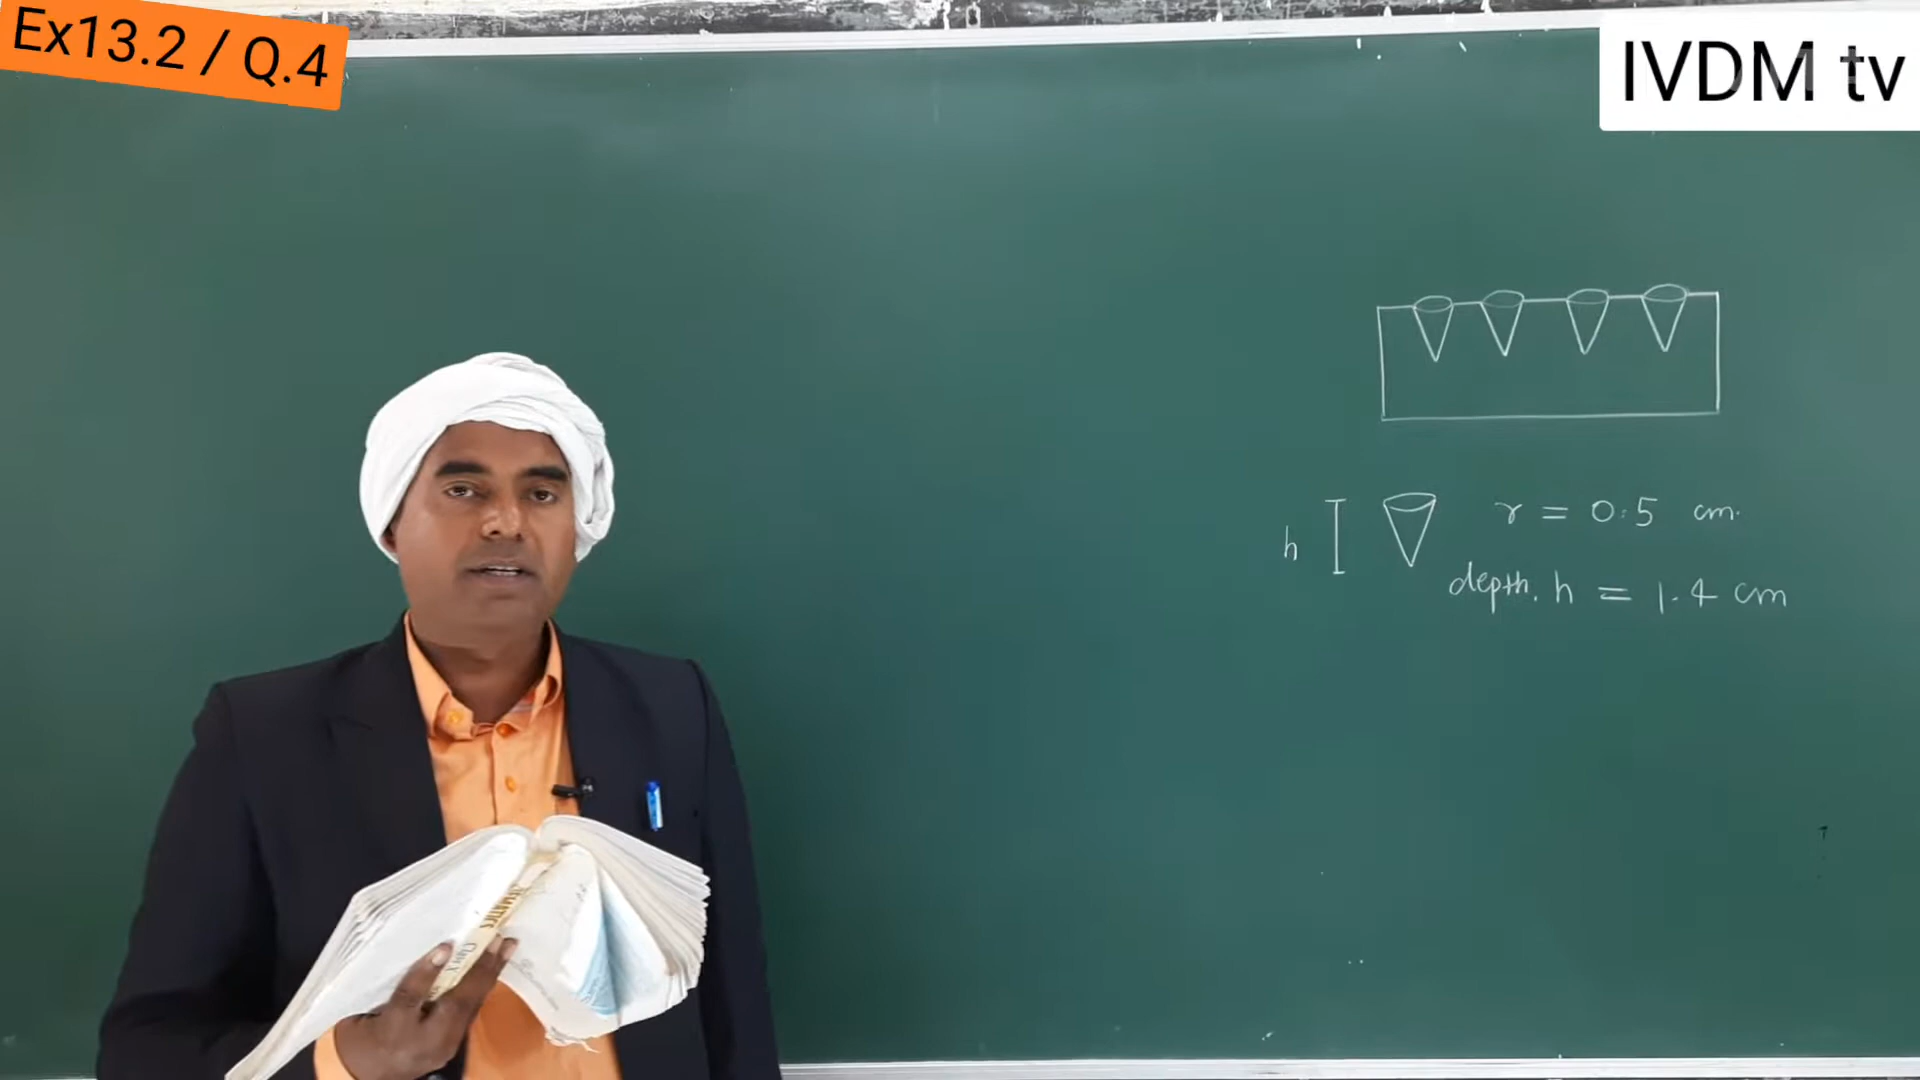 Ex13.2 / Q.4
IVDM tv
h
r = 0.5 cm.
depth. h = 1.4 cm